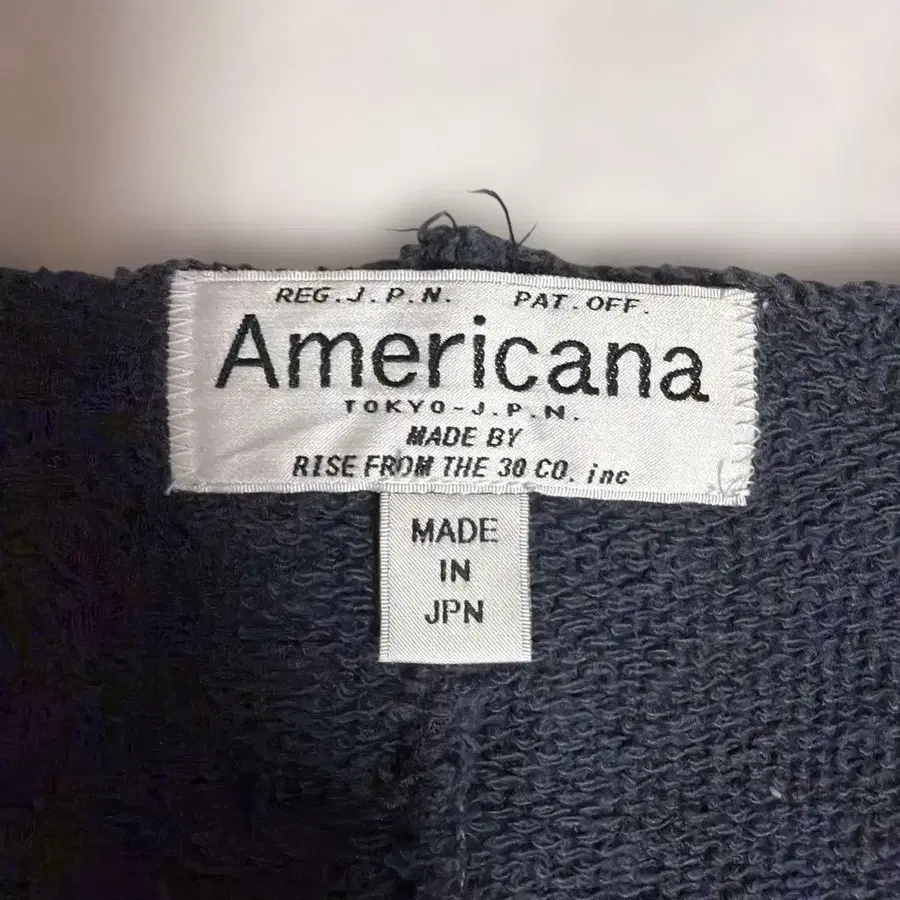 REG.J.P.N. PAT.OFF.
Americana
TOKYO-J.P.N.
MADE BY
RISE FROM THE 30 CO. inc
MADE
IN
JPN